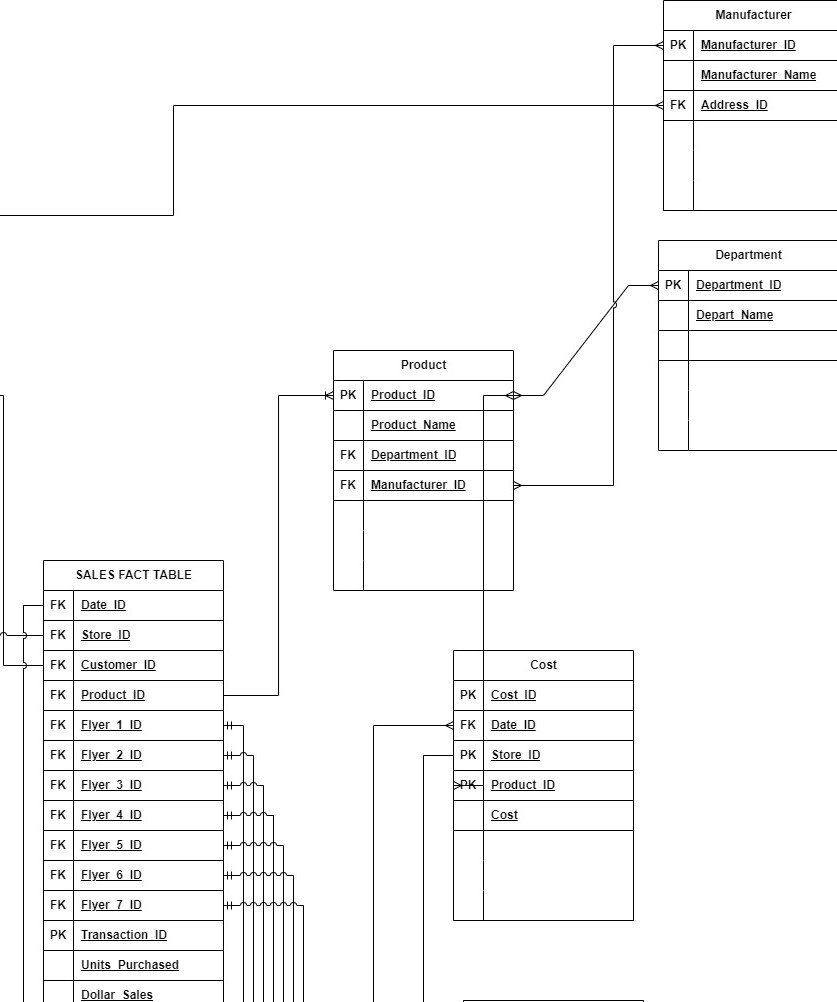 Manufacturer
PK Manufacturer_ID
Manufacturer_Name
FK Address_ID
Department
PK Department_ID
Depart_Name
Product
PK Product_ID
Product_Name
FK Department_ID
FK Manufacturer_ID
SALES FACT TABLE
FK Date_ID
FK Store_ID
FK Customer_ID
FK Product_ID
FK Flyer_1_ID
FK Flyer_2_ID
FK Flyer_3_ID
FK Flyer_4_ID
FK Flyer_5_ID
FK Flyer_6_ID
FK Flyer_7_ID
PK Transaction_ID
Units_Purchased
Dollar_Sales
Cost
PK Cost_ID
FK Date_ID
PK Store_ID
PK Product_ID
Cost